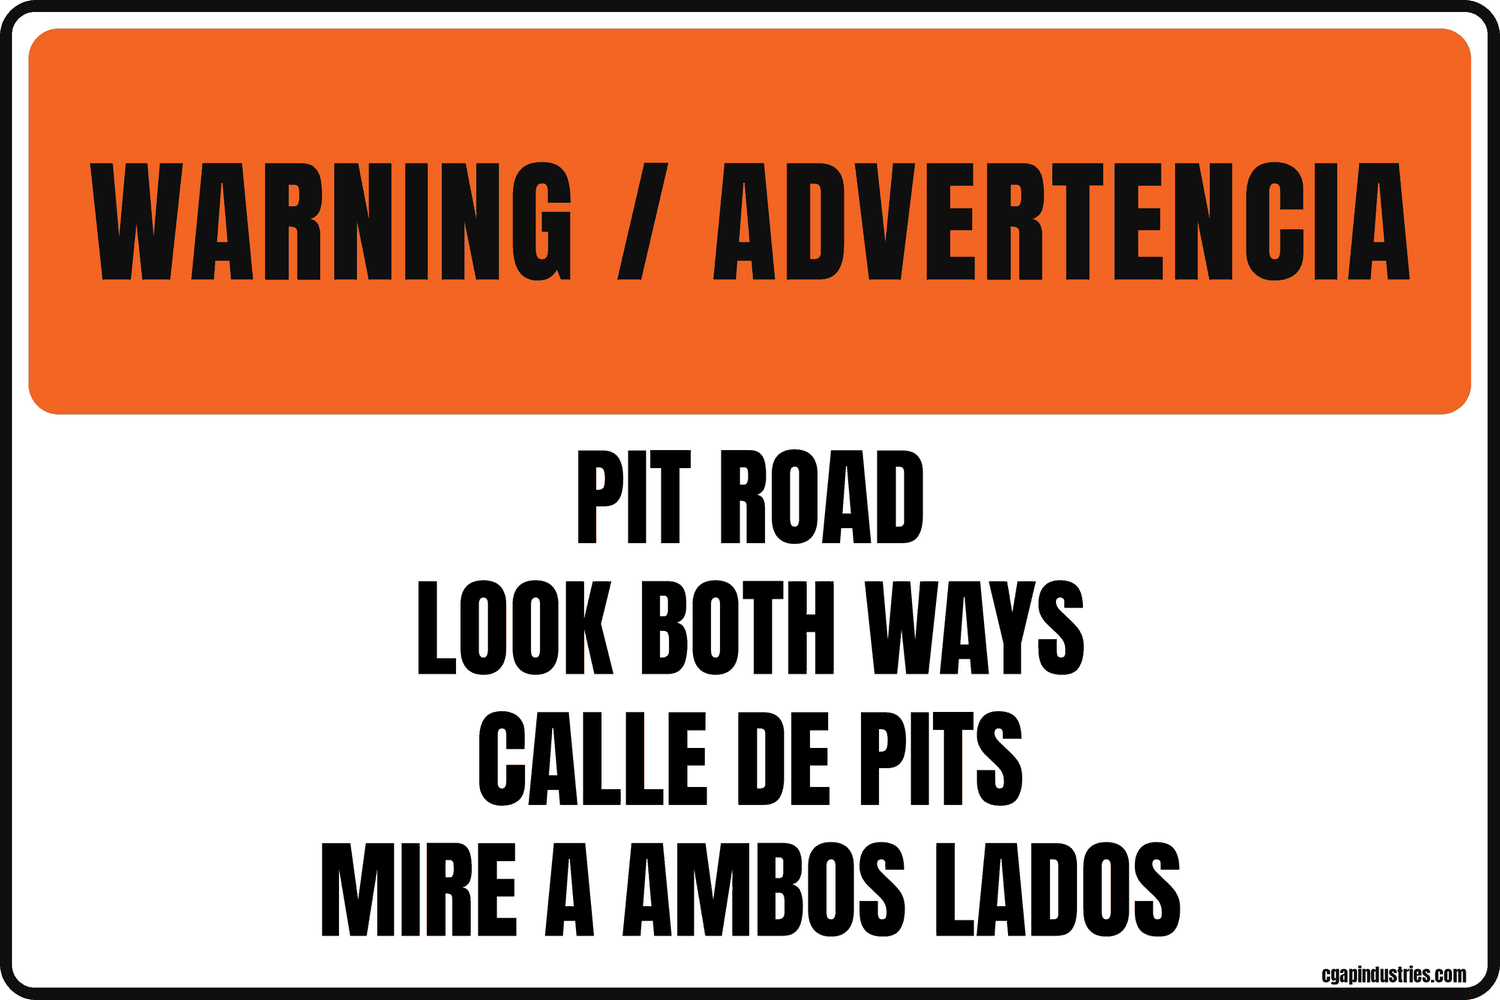 WARNING / ADVERTENCIA
PIT ROAD
LOOK BOTH WAYS
CALLE DE PITS
MIRE A AMBOS LADOS
cgapindustries.com